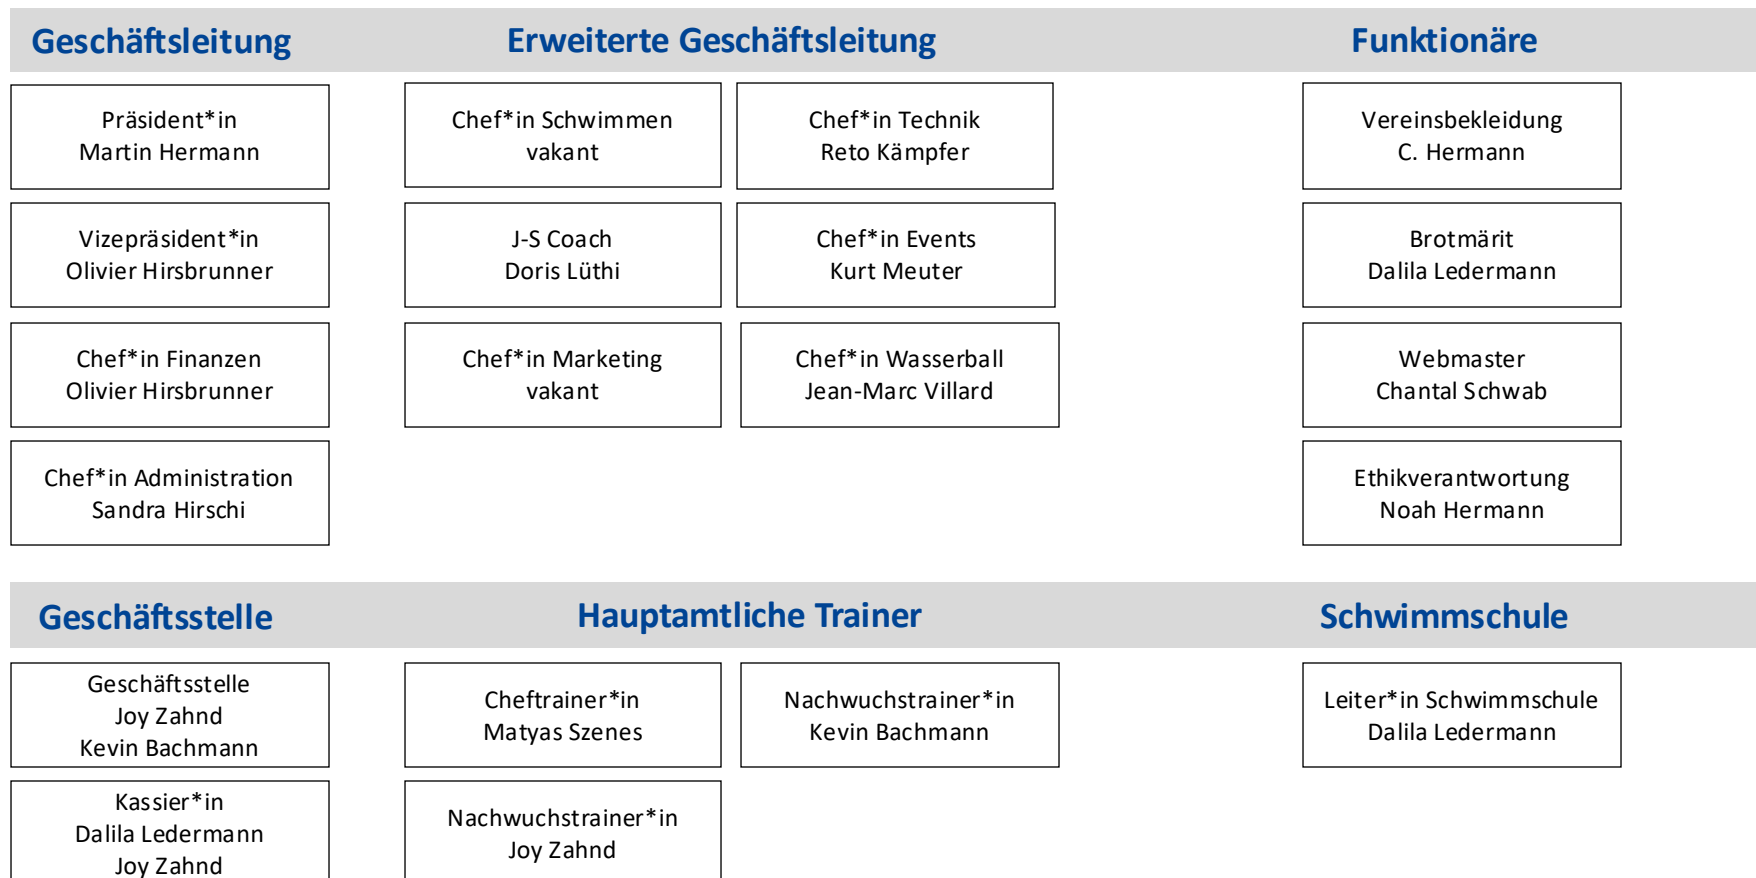 Geschäftsleitung
Erweiterte Geschäftsleitung
Funktionäre
Präsident*in
Martin Hermann
Chef*in Schwimmen
vakant
Chef*in Technik
Reto Kämpfer
Vereinsbekleidung
C. Hermann
Vizepräsident*in
Olivier Hirsbrunner
J-S Coach
Doris Lüthi
Chef*in Events
Kurt Meuter
Brotmärit
Dalila Ledermann
Chef*in Finanzen
Olivier Hirsbrunner
Chef*in Marketing
vakant
Chef*in Wasserball
Jean-Marc Villard
Webmaster
Chantal Schwab
Chef*in Administration
Sandra Hirschi
Ethikverantwortung
Noah Hermann
Geschäftsstelle
Hauptamtliche Trainer
Schwimmschule
Geschäftsstelle
Joy Zahnd
Kevin Bachmann
Cheftrainer*in
Matyas Szenes
Nachwuchstrainer*in
Kevin Bachmann
Leiter*in Schwimmschule
Dalila Ledermann
Kassier*in
Dalila Ledermann
Joy Zahnd
Nachwuchstrainer*in
Joy Zahnd